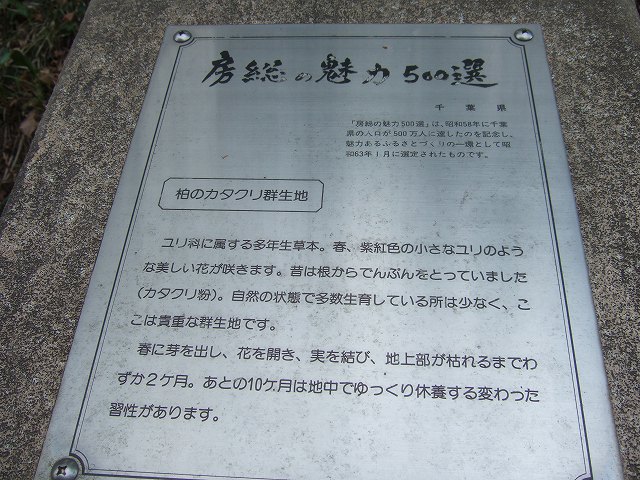 房総の魅力500選
千葉県
「房総の魅力500選」は、昭和58年に千葉
県の人口が500万人に達したのを記念し、
魅力あるふるさとづくりの一環として昭
和63年1月に選定されたものです。
柏のカタクリ群生地
ユリ科に属する多年生草本。春、紫紅色の小さなユリのよう
な美しい花が咲きます。昔は根からでんぷんをとっていました
（カタクリ粉）。自然の状態で多数生育している所は少なく、こ
こは貴重な群生地です。
春に芽を出し、花を開き、実を結び、地上部が枯れるまでわ
ずか2ケ月。あとの10ケ月は地中でゆっくり休養する変わった
習性があります。